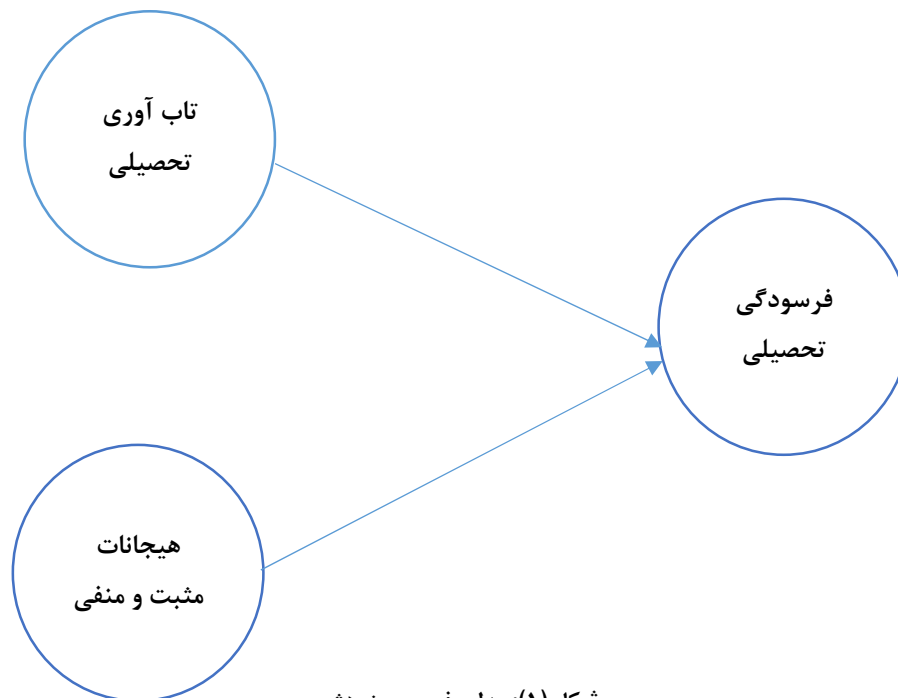 تاب آوری
تحصیلی
فرسودگی
تحصیلی
هیجانات
مثبت و منفی